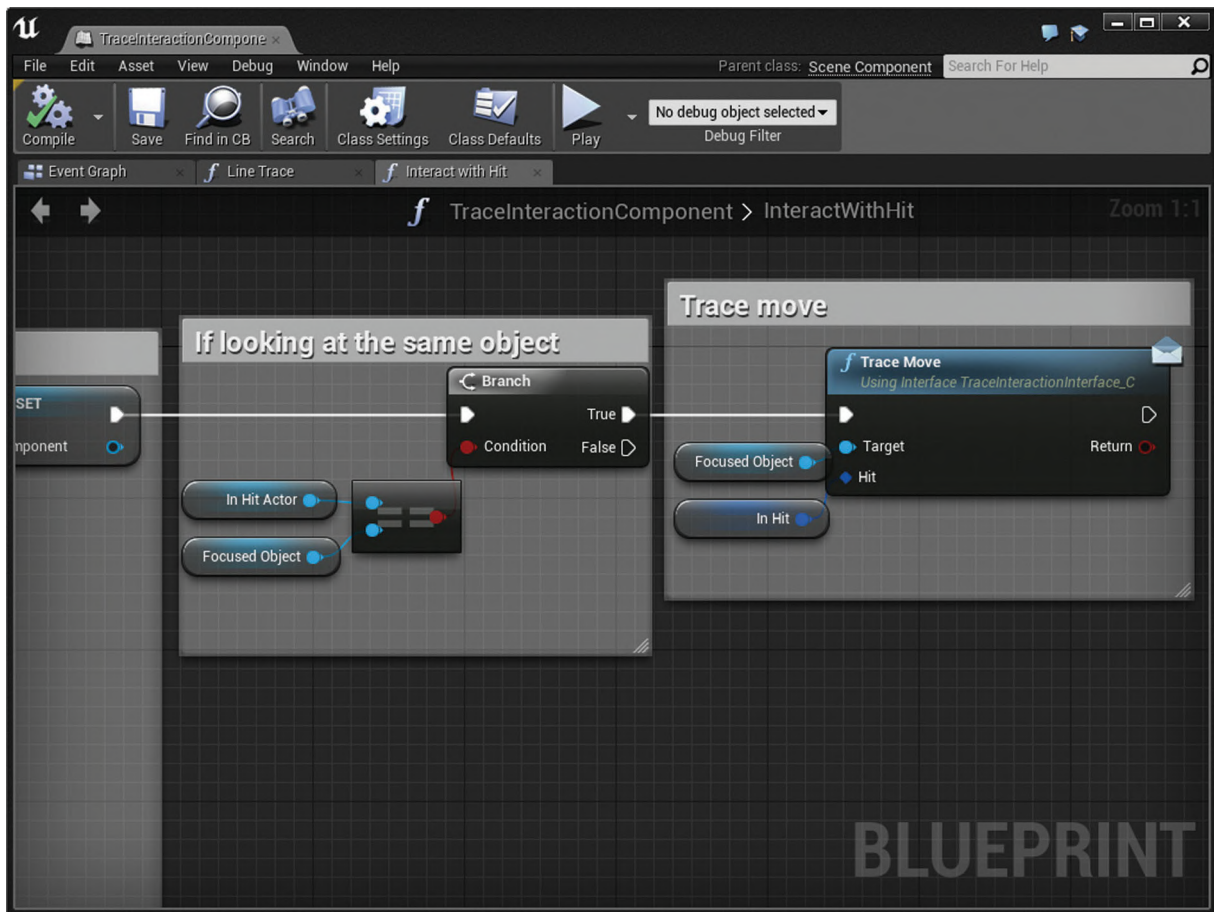 TraceInteractionCompone
File Edit Asset View Debug Window Help
Parent class: Scene Component
Search For Help
Compile Save Find in CB Search Class Settings Class Defaults Play
No debug object selected
Debug Filter
Event Graph
Line Trace
Interact with Hit
TraceInteractionComponent > InteractWithHit
Zoom 1:1
SET
mponent
If looking at the same object
Branch
True
Condition False
In Hit Actor
==
Focused Object
Trace move
Trace Move
Using Interface TraceInteractionInterface_C
Focused Object
Target Return
Hit
In Hit
BLUEPRINT